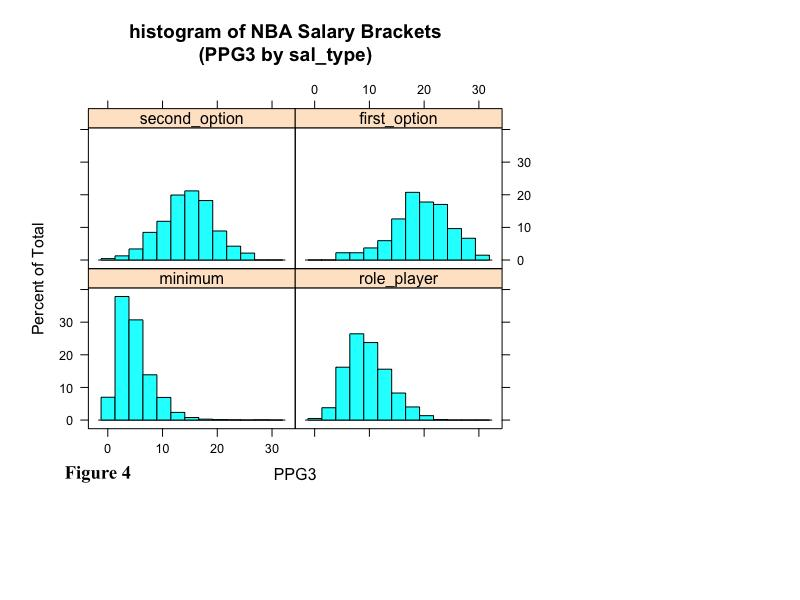 histogram of NBA Salary Brackets
(PPG3 by sal_type)
0 10 20 30
second_option first_option
30
20
10
0
Percent of Total
minimum role_player
30
20
10
0
0 10 20 30
Figure 4 PPG3